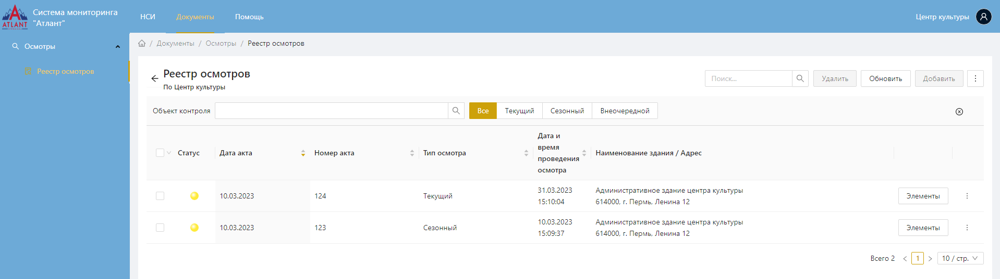 ATLANT
Система мониторинга
"Атлант"
НСИ
Документы
Помощь
Центр культуры
Осмотры
Реестр осмотров
/ Документы / Осмотры / Реестр осмотров
Реестр осмотров
По Центр культуры
Поиск...
Удалить
Обновить
Добавить
Объект контроля
Все
Текущий
Сезонный
Внеочередной
Статус
Дата акта
Номер акта
Тип осмотра
Дата и
время
проведения
осмотра
Наименование здания / Адрес
10.03.2023
124
Текущий
31.03.2023
15:10:04
Административное здание центра культуры
614000, г. Пермь, Ленина 12
Элементы
10.03.2023
123
Сезонный
10.03.2023
15:09:37
Административное здание центра культуры
614000, г. Пермь, Ленина 12
Элементы
Всего 2
1
10 / стр.